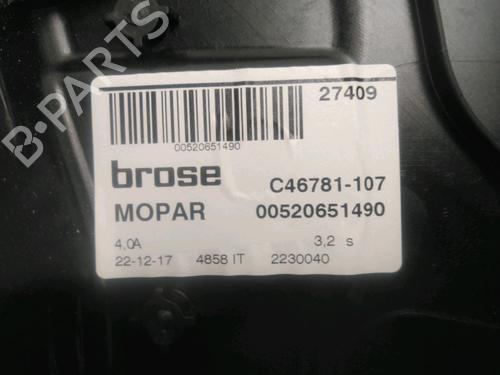 B-PARTS
27409
00520651490
brose C46781-107
MOPAR 00520651490
4,0A 3,2 s
22-12-17 4858 IT 2230040